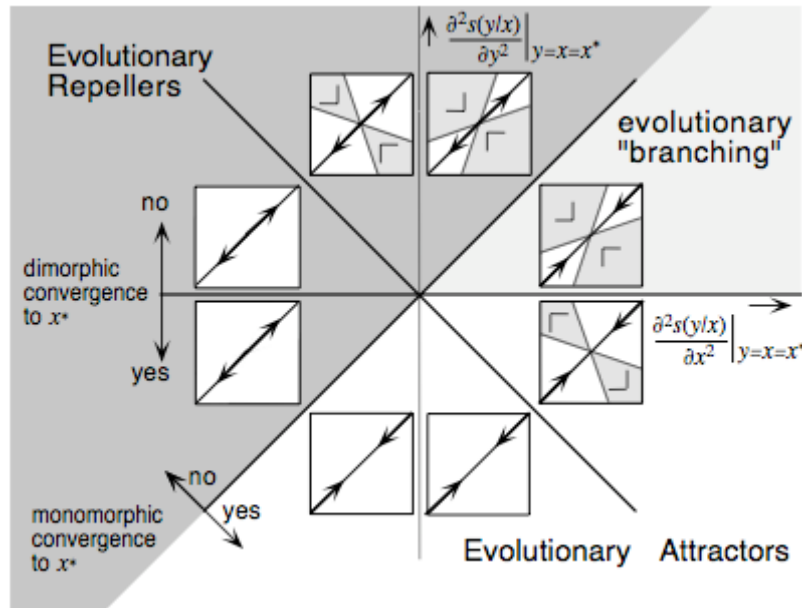 Evolutionary
Repellers
∂²s(y/x)
∂y² | y=x=x*
evolutionary
"branching"
no
dimorphic
convergence
to x*
yes
∂²s(y/x)
∂x² | y=x=x*
no
yes
monomorphic
convergence
to x*
Evolutionary Attractors